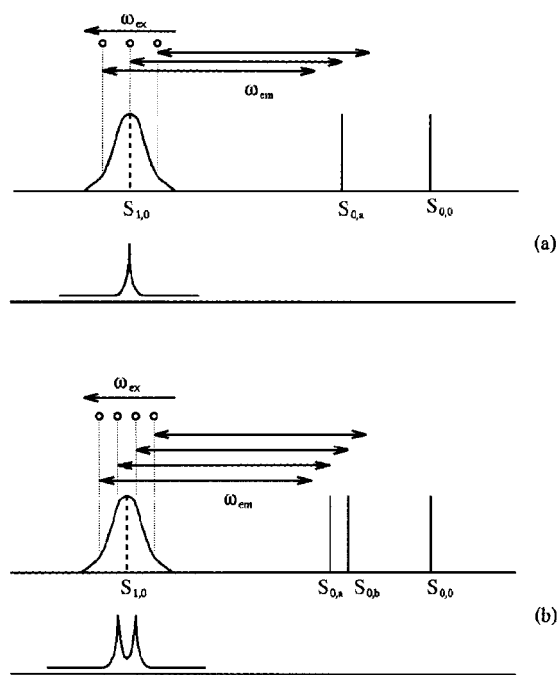 ω_ex
ω_em
S_1,0 S_0,a S_0,0
(a)
ω_ex
ω_em
S_1,0 S_0,a S_0,b S_0,0
(b)